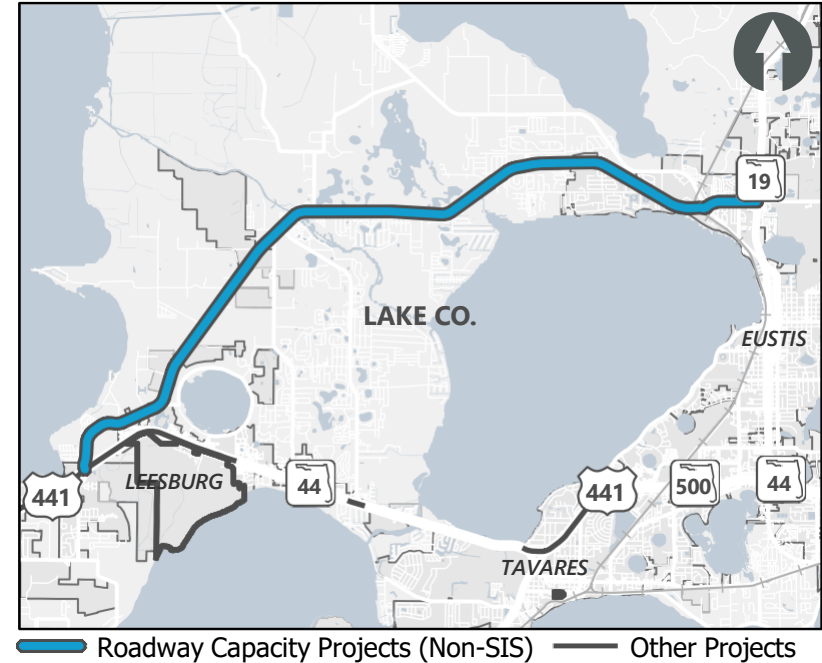 19
LAKE CO.
EUSTIS
LEESBURG
441
44
441
500
44
TAVARES
Roadway Capacity Projects (Non-SIS)
Other Projects